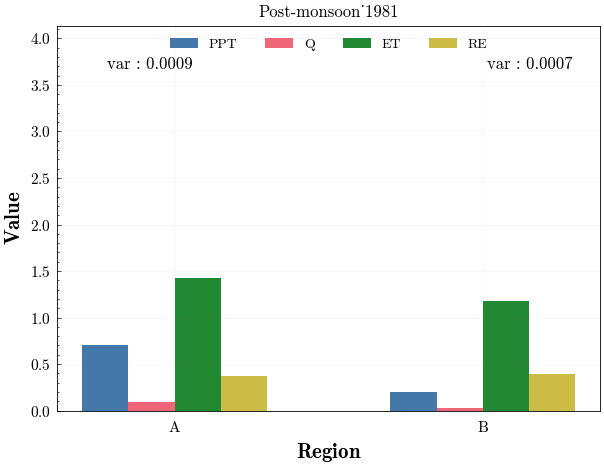 Post-monsoon˙1981
PPT Q ET RE
var : 0.0009 var : 0.0007
4.0
3.5
3.0
2.5
2.0
1.5
1.0
0.5
0.0
Value
A B
Region